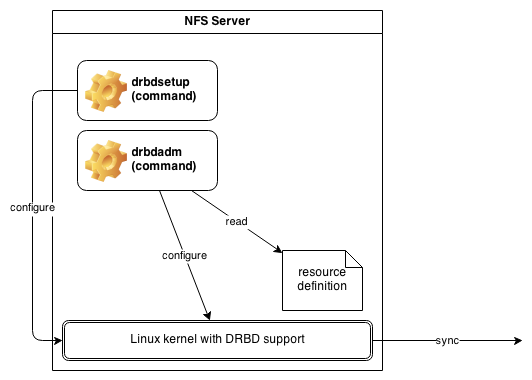 NFS Server
drbdsetup
(command)
drbdadm
(command)
configure
read
configure
resource
definition
Linux kernel with DRBD support
sync